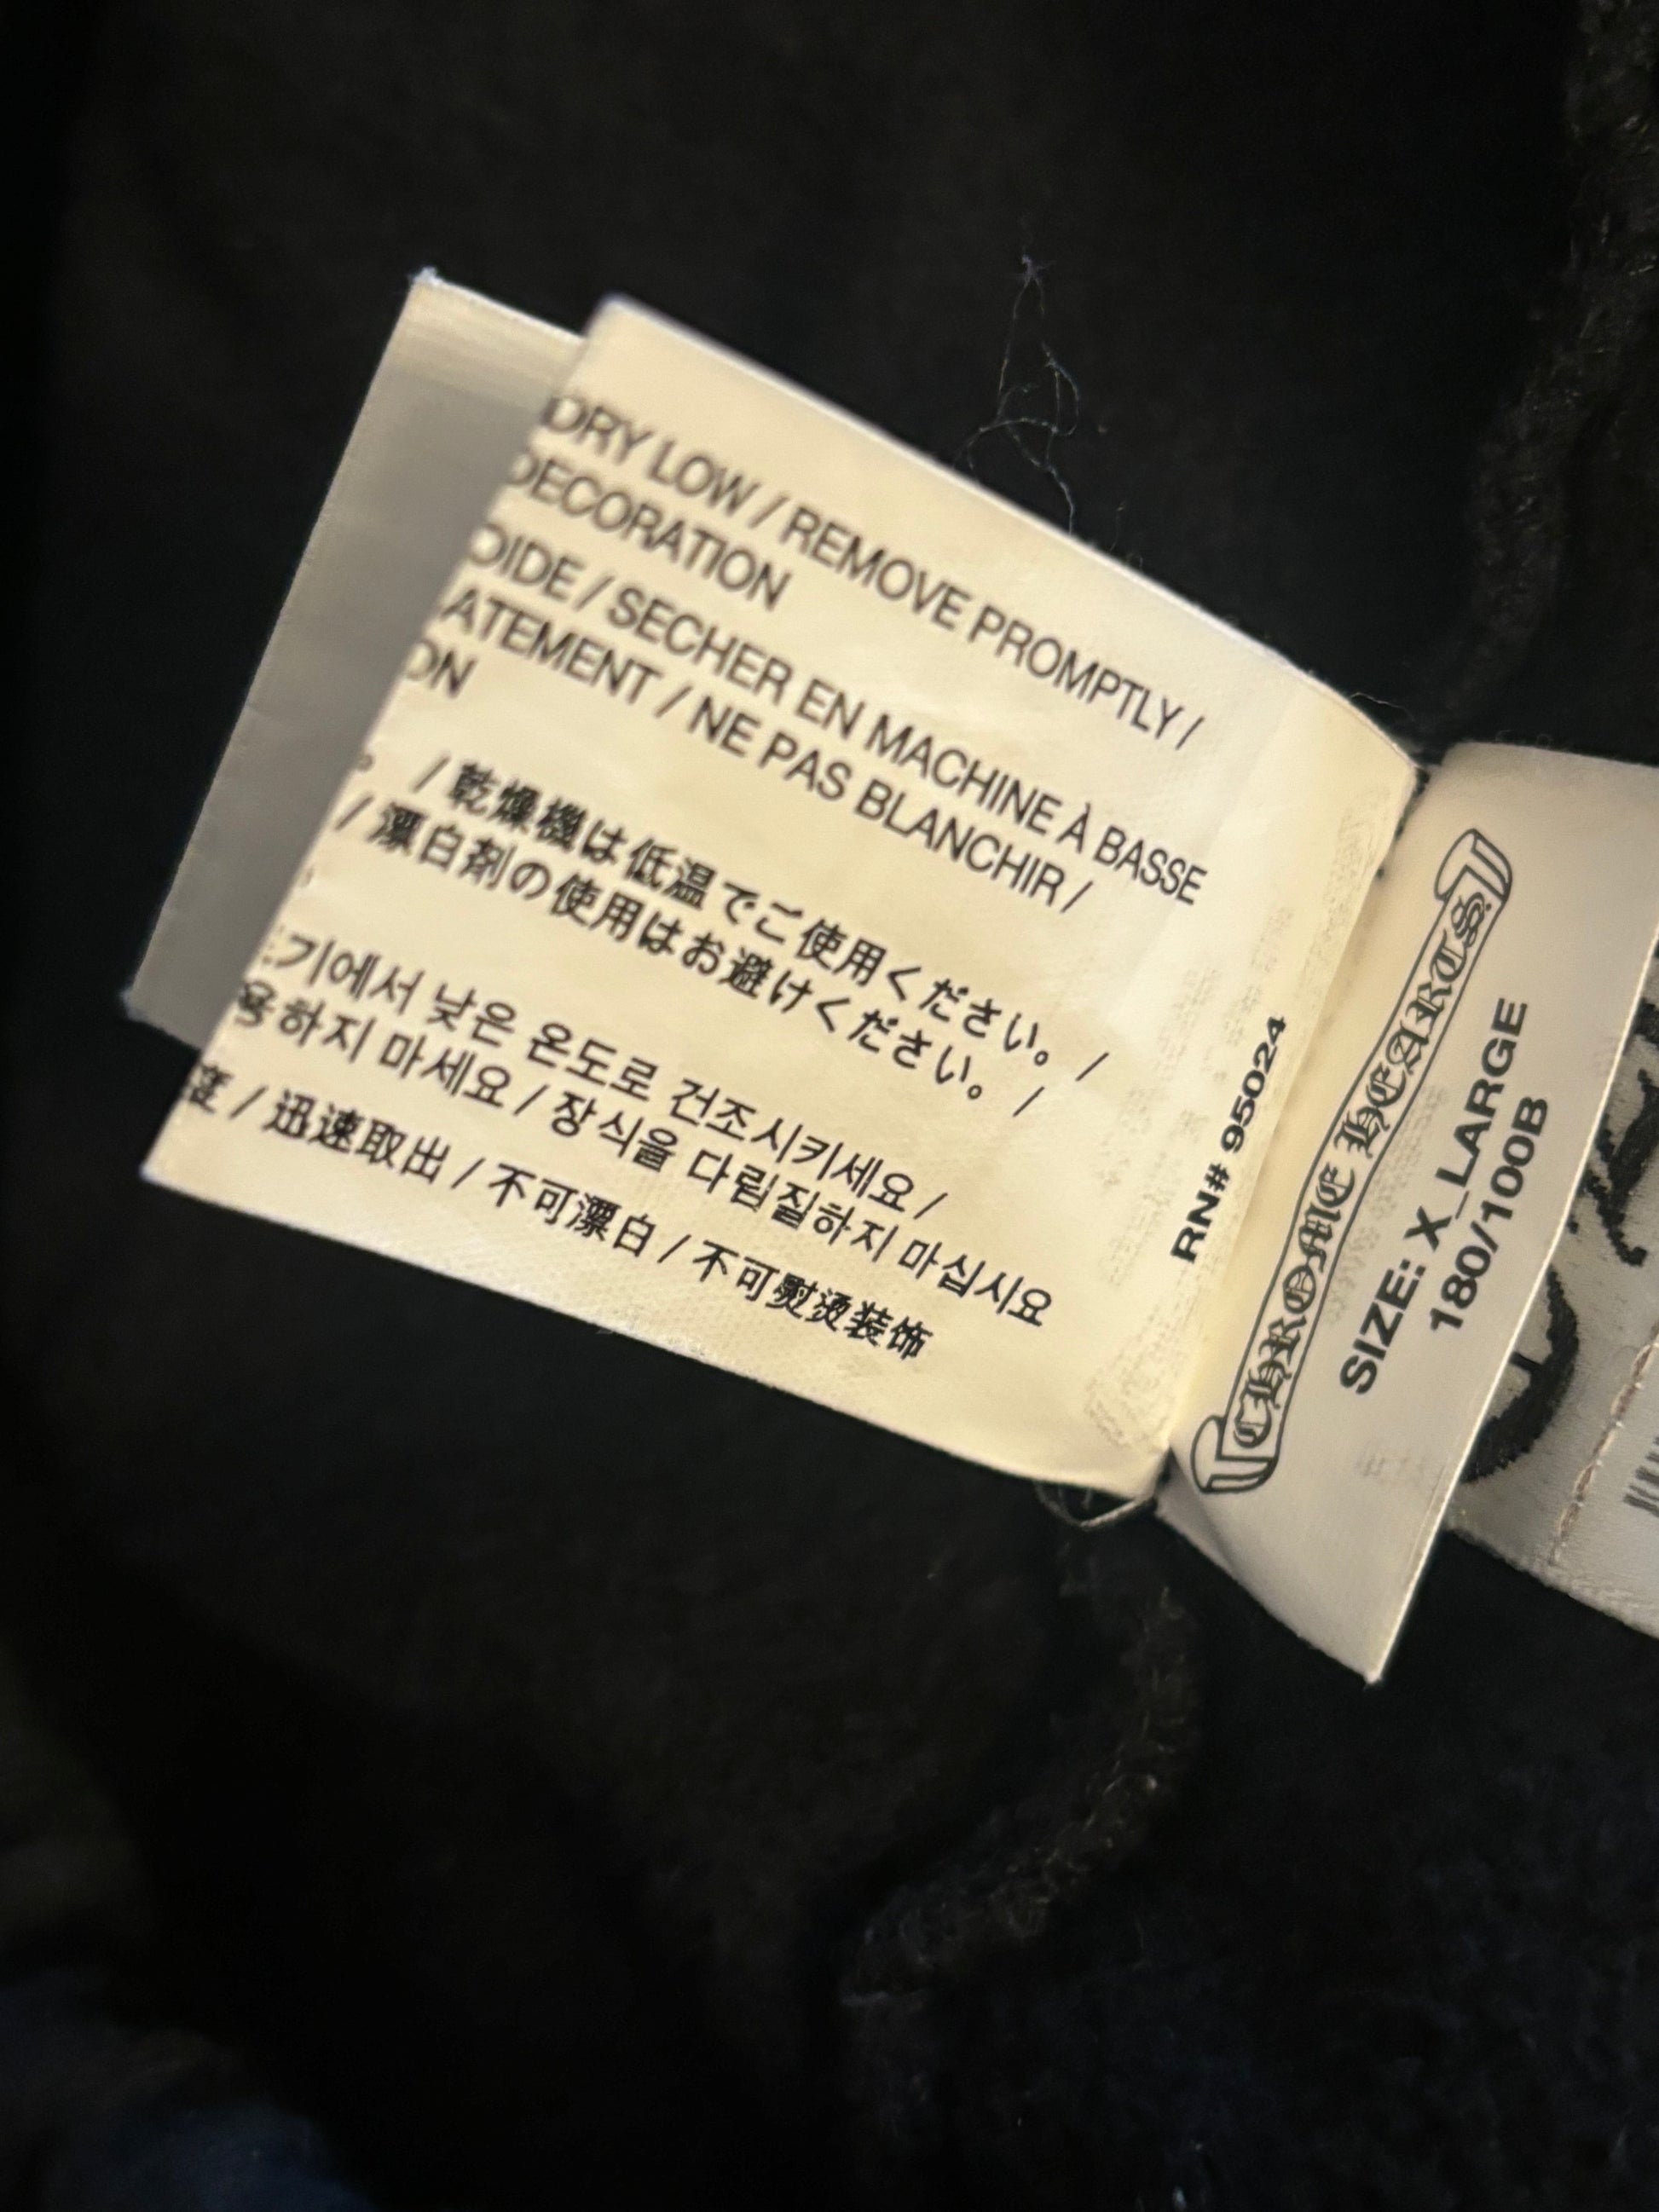 DRY LOW / REMOVE PROMPTLY /
DECORATION
OIDE / SECHER EN MACHINE À BASSE
ATEMENT / NE PAS BLANCHIR /
ON
。 / 乾燥機は低温でご使用ください。 /
/ 漂白剤の使用はお避けください。 /
기에서 낮은 온도로 건조시키세요 /
용하지 마세요 / 장식을 다림질하지 마십시오
度 / 迅速取出 / 不可漂白 / 不可熨烫装饰
RN# 95024
CHROME HEARTS
SIZE: X_LARGE
180/100B